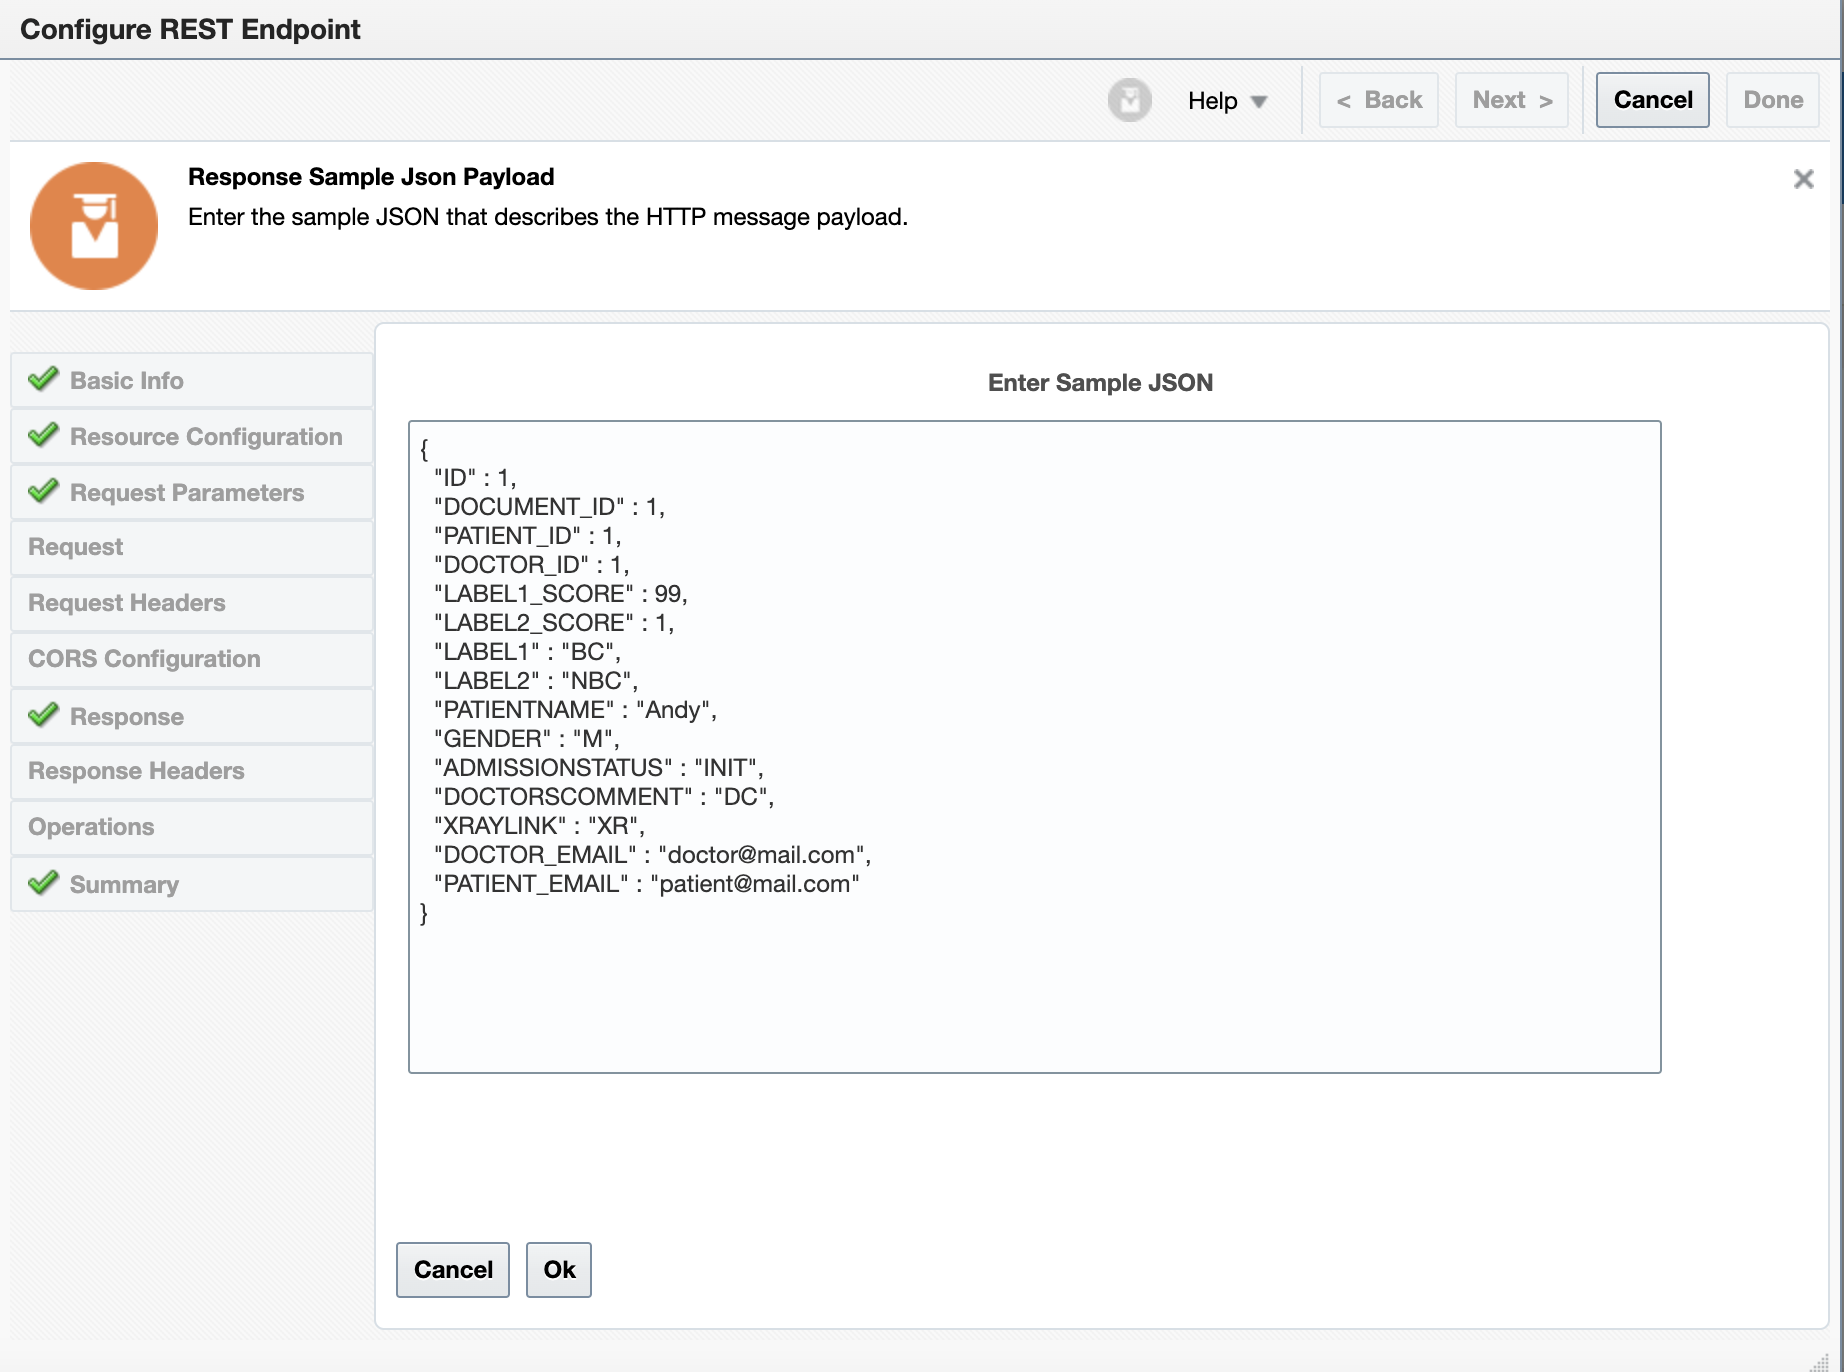 Configure REST Endpoint
Help
< Back
Next >
Cancel
Done
Response Sample Json Payload
Enter the sample JSON that describes the HTTP message payload.
Basic Info
Resource Configuration
Request Parameters
Request
Request Headers
CORS Configuration
Response
Response Headers
Operations
Summary
Enter Sample JSON
{
"ID" : 1,
"DOCUMENT_ID" : 1,
"PATIENT_ID" : 1,
"DOCTOR_ID" : 1,
"LABEL1_SCORE" : 99,
"LABEL2_SCORE" : 1,
"LABEL1" : "BC",
"LABEL2" : "NBC",
"PATIENTNAME" : "Andy",
"GENDER" : "M",
"ADMISSIONSTATUS" : "INIT",
"DOCTORSCOMMENT" : "DC",
"XRAYLINK" : "XR",
"DOCTOR_EMAIL" : "doctor@mail.com",
"PATIENT_EMAIL" : "patient@mail.com"
}
Cancel
Ok